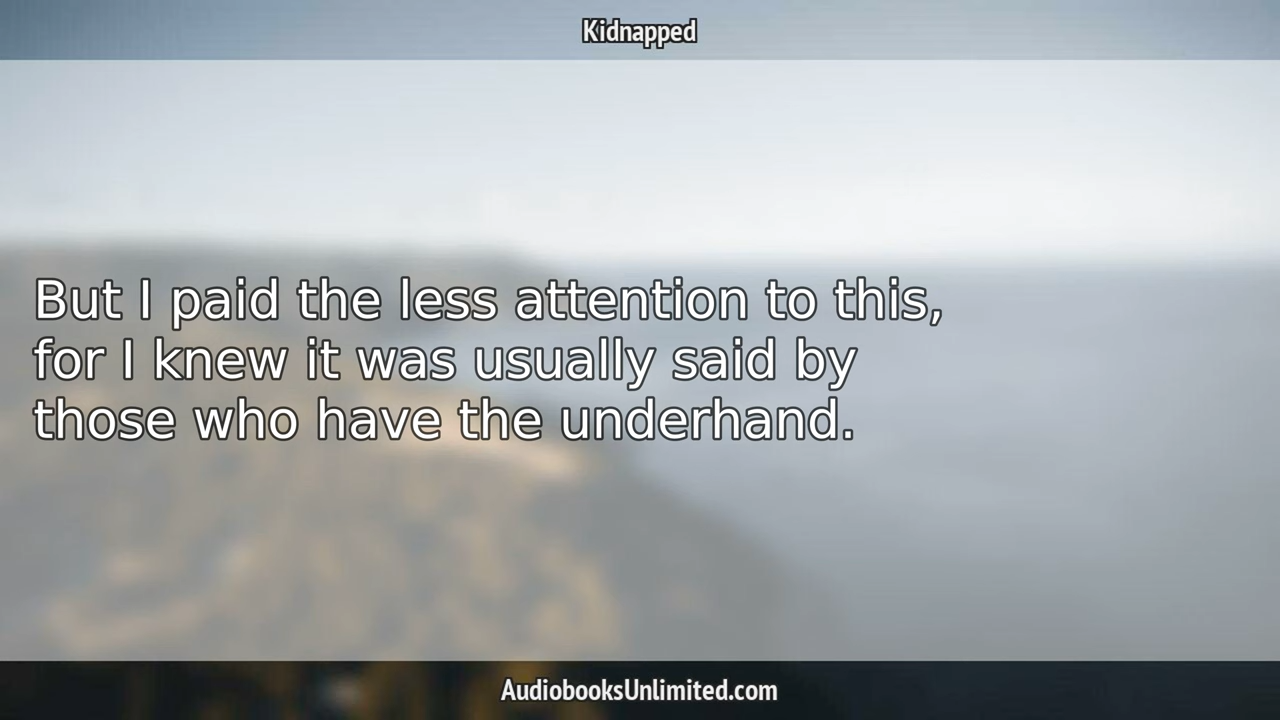 Kidnapped
But I paid the less attention to this,
for I knew it was usually said by
those who have the underhand.
AudiobooksUnlimited.com